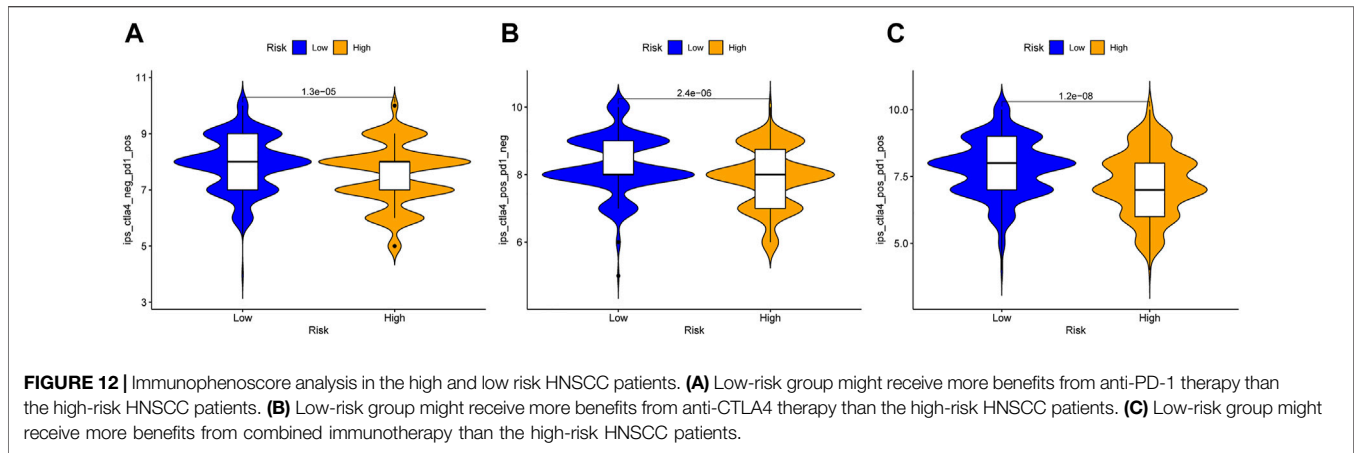 A
B
C
Risk Low High
Risk Low High
Risk Low High
ips_ctla4_neg_pd1_pos
11
9
7
5
3
1.3e−05
Low High
Risk
ips_ctla4_pos_pd1_neg
10
8
6
2.4e−06
Low High
Risk
ips_ctla4_pos_pd1_pos
10.0
7.5
5.0
1.2e−08
Low High
Risk
FIGURE 12 | Immunophenoscore analysis in the high and low risk HNSCC patients. (A) Low-risk group might receive more benefits from anti-PD-1 therapy than
the high-risk HNSCC patients. (B) Low-risk group might receive more benefits from anti-CTLA4 therapy than the high-risk HNSCC patients. (C) Low-risk group might
receive more benefits from combined immunotherapy than the high-risk HNSCC patients.